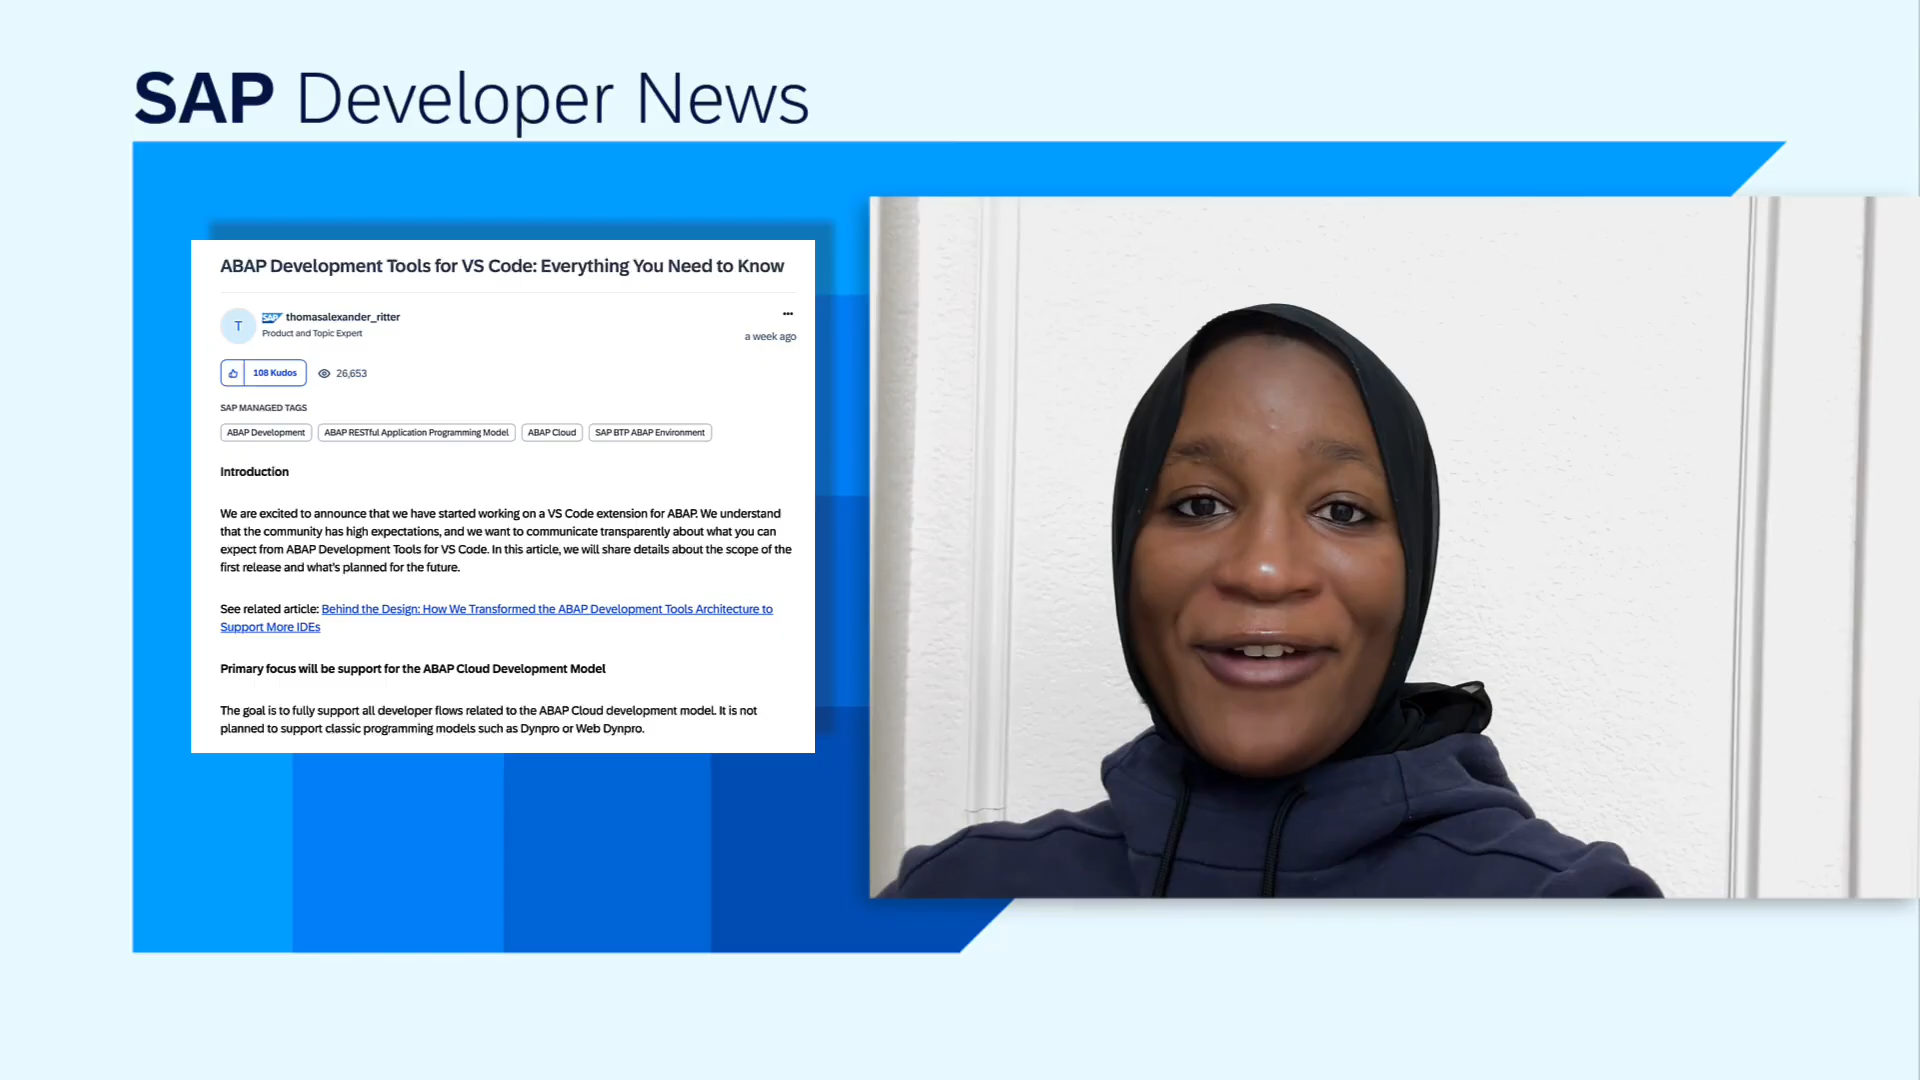 SAP Developer News
ABAP Development Tools for VS Code: Everything You Need to Know
T
SAP thomasalexander_ritter
Product and Topic Expert
a week ago
108 Kudos
26,653
SAP MANAGED TAGS
ABAP Development
ABAP RESTful Application Programming Model
ABAP Cloud
SAP BTP ABAP Environment
Introduction
We are excited to announce that we have started working on a VS Code extension for ABAP. We understand
that the community has high expectations, and we want to communicate transparently about what you can
expect from ABAP Development Tools for VS Code. In this article, we will share details about the scope of the
first release and what's planned for the future.
See related article: Behind the Design: How We Transformed the ABAP Development Tools Architecture to
Support More IDEs
Primary focus will be support for the ABAP Cloud Development Model
The goal is to fully support all developer flows related to the ABAP Cloud development model. It is not
planned to support classic programming models such as Dynpro or Web Dynpro.